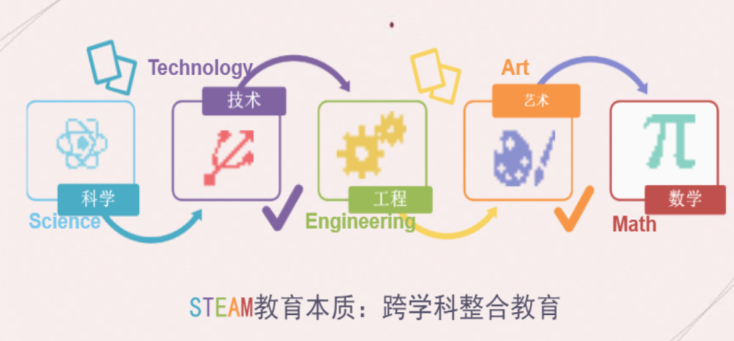 Technology
Art
技术
艺术
科学
工程
数学
Science
Engineering
Math
STEAM教育本质：跨学科整合教育